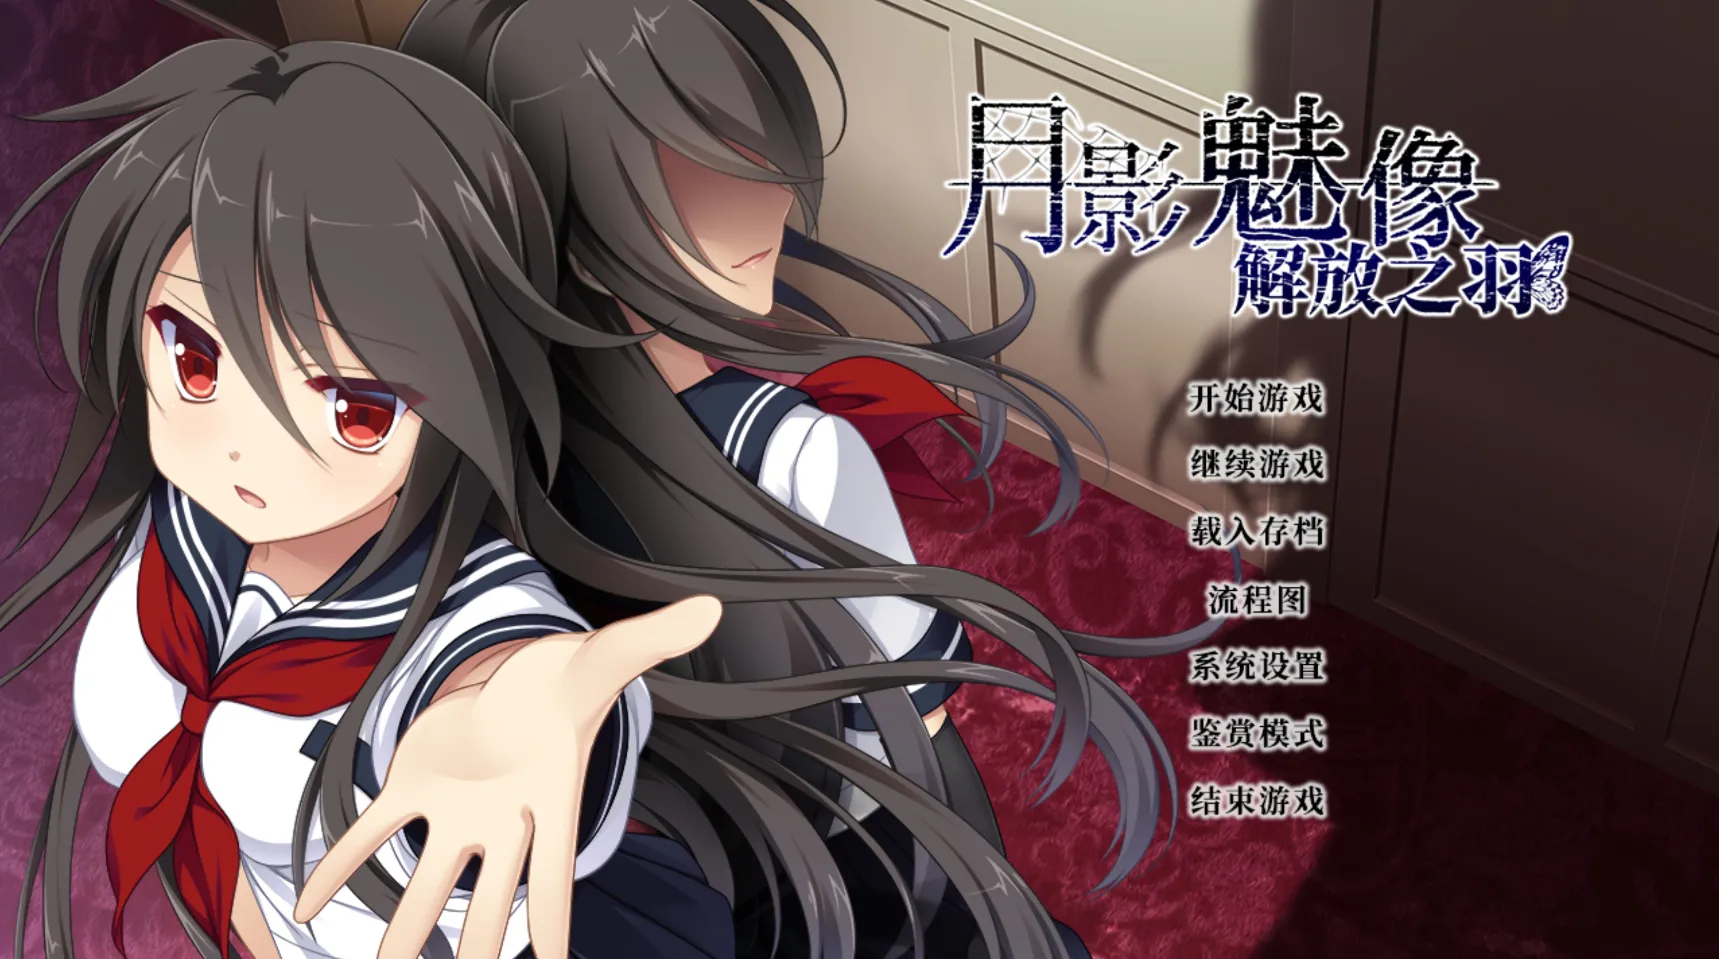 月影魅像
解放之羽
开始游戏
继续游戏
载入存档
流程图
系统设置
鉴赏模式
结束游戏